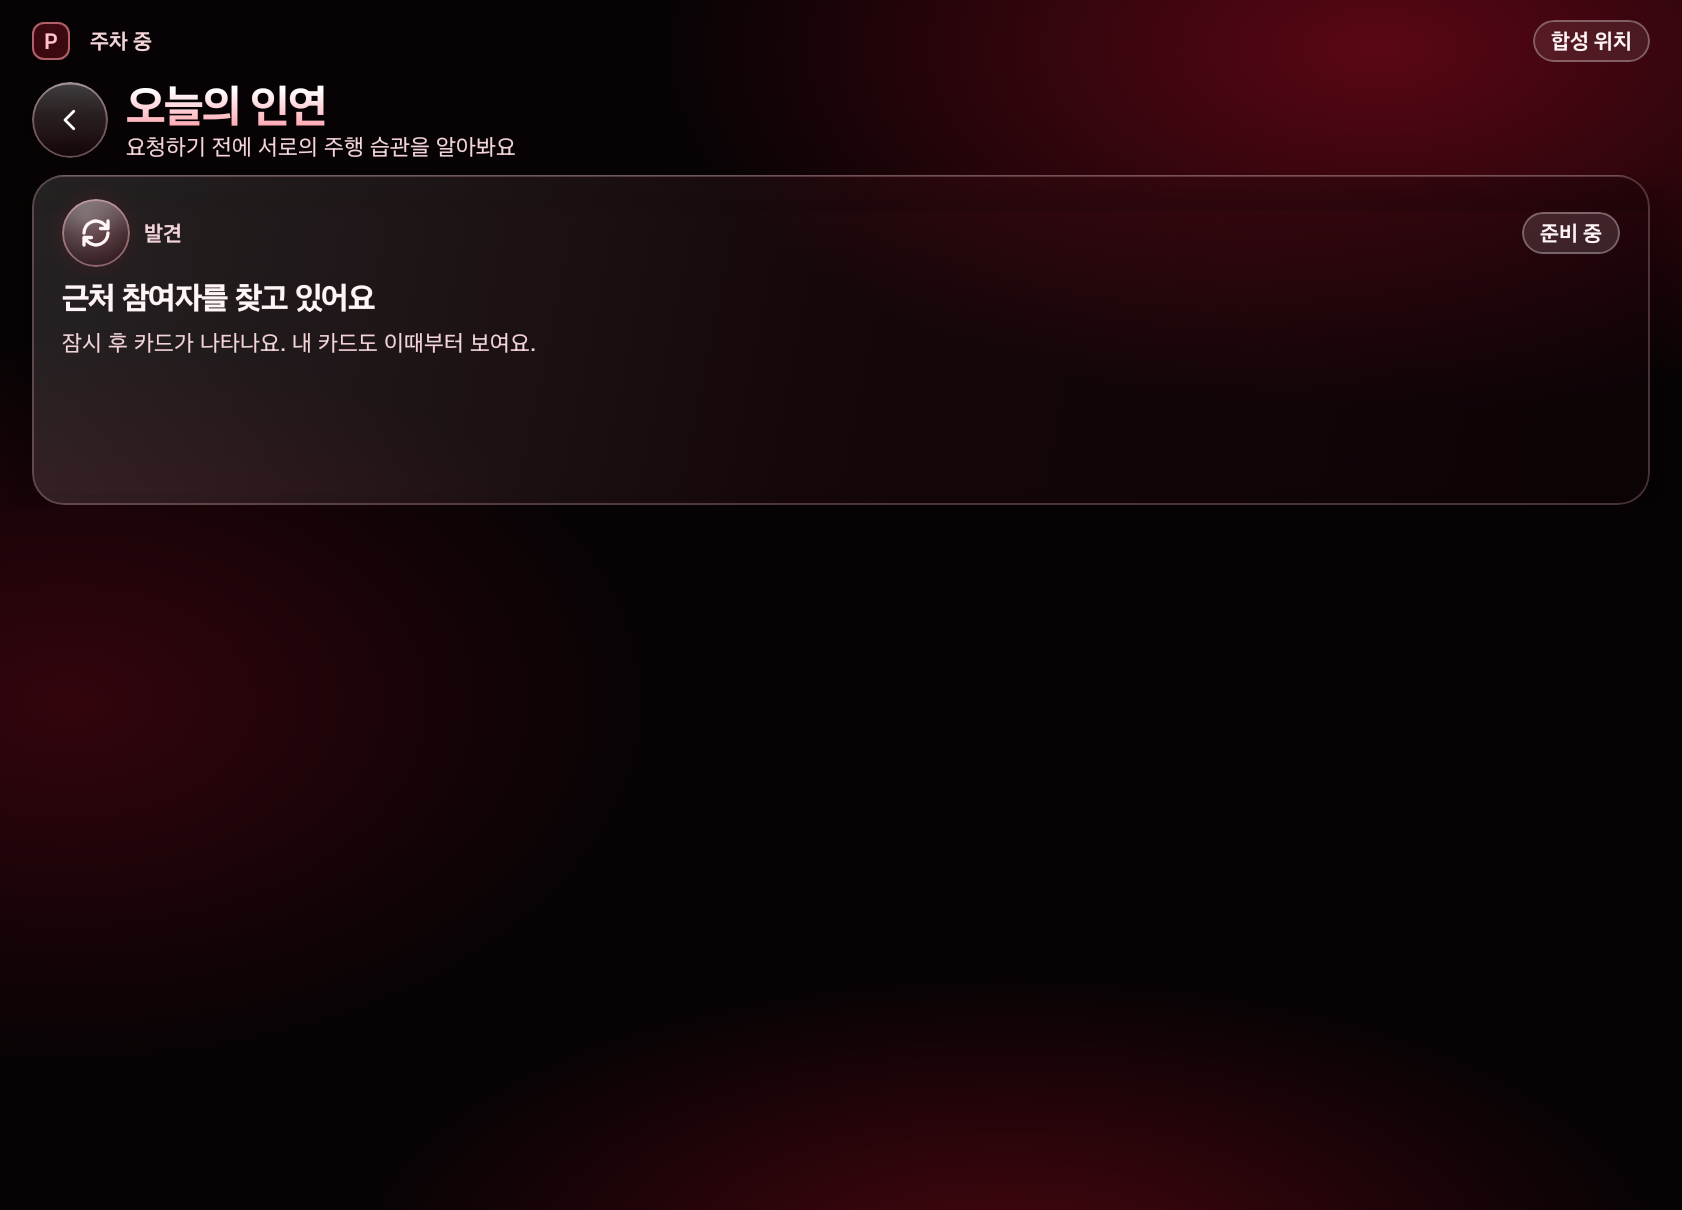 P 주차 중
합성 위치
오늘의 인연
요청하기 전에 서로의 주행 습관을 알아봐요
발견
준비 중
근처 참여자를 찾고 있어요
잠시 후 카드가 나타나요. 내 카드도 이때부터 보여요.